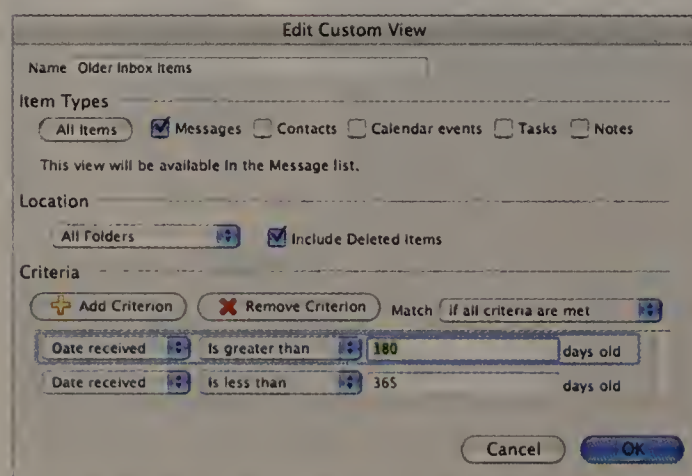 Edit Custom View
Name Older Inbox Items
Item Types
All Items Messages Contacts Calendar events Tasks Notes
This view will be available in the Message list.
Location
All Folders Include Deleted Items
Criteria
Add Criterion Remove Criterion Match if all criteria are met
Date received Is greater than 180 days old
Date received Is less than 365 days old
Cancel OK